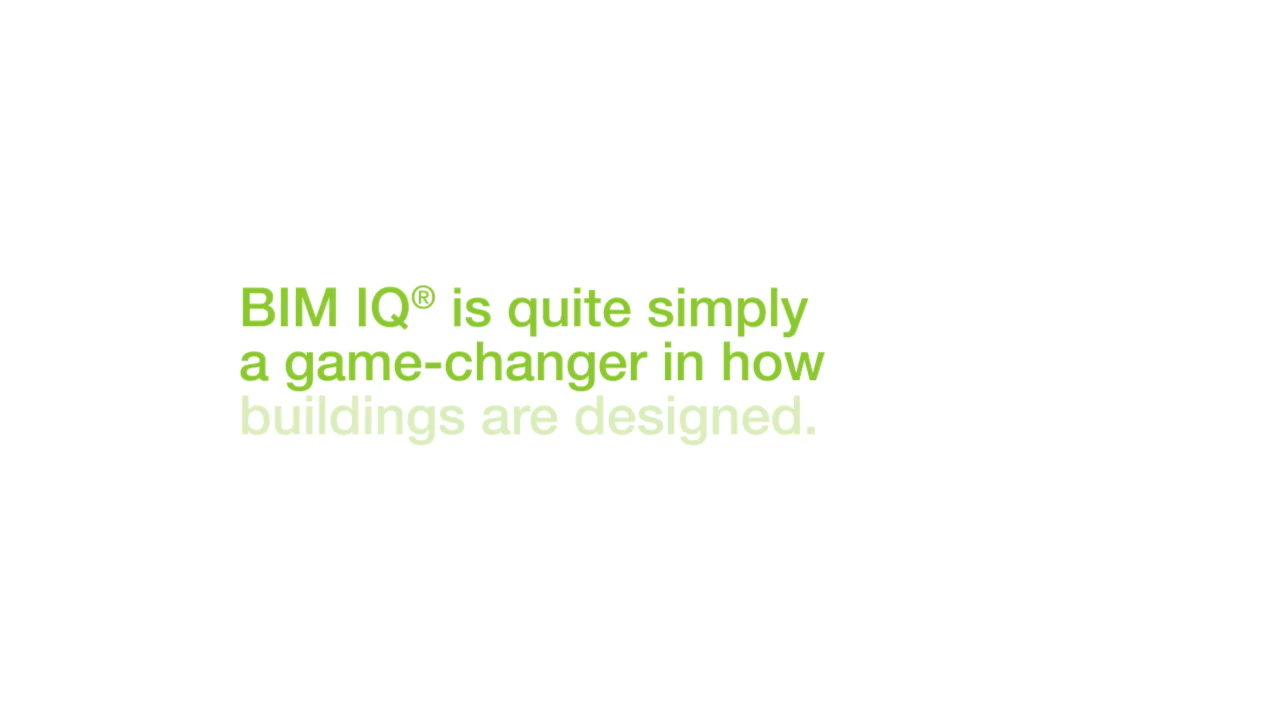 BIM IQ® is quite simply
a game-changer in how
buildings are designed.